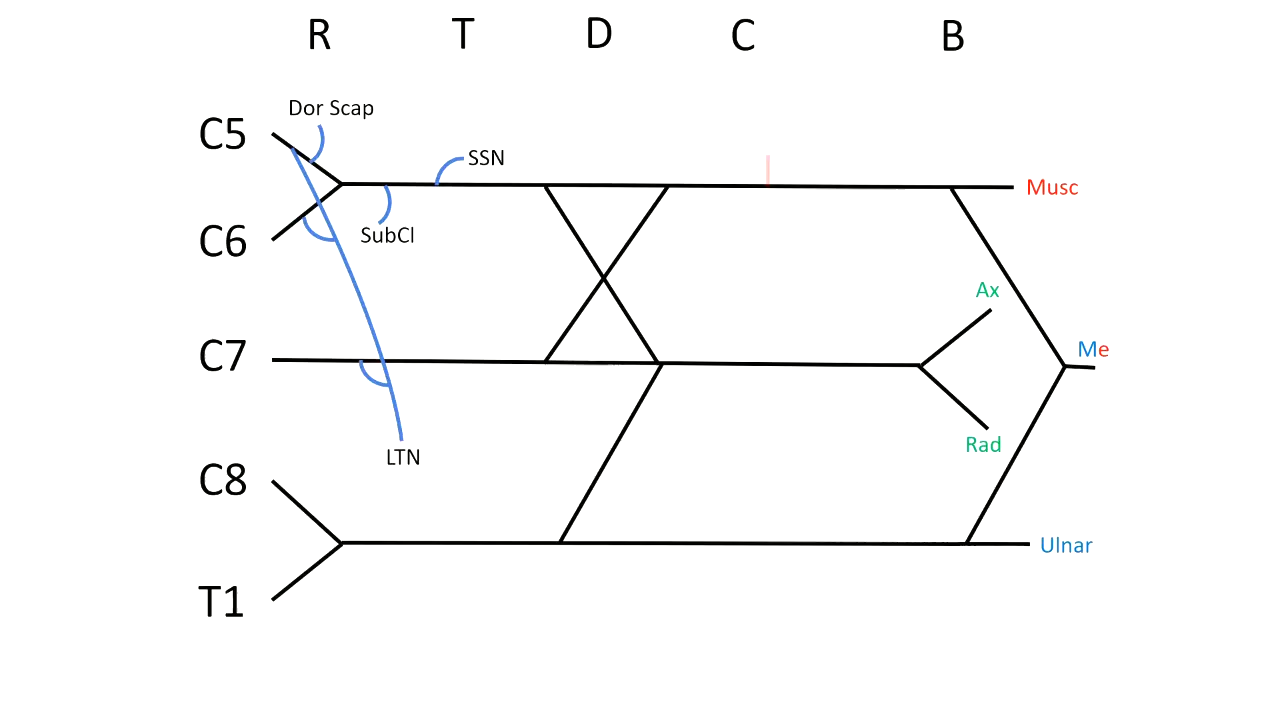 R T D C B
Dor Scap
C5
SSN
Musc
SubCl
C6
Ax
Me
C7
Rad
LTN
C8
Ulnar
T1